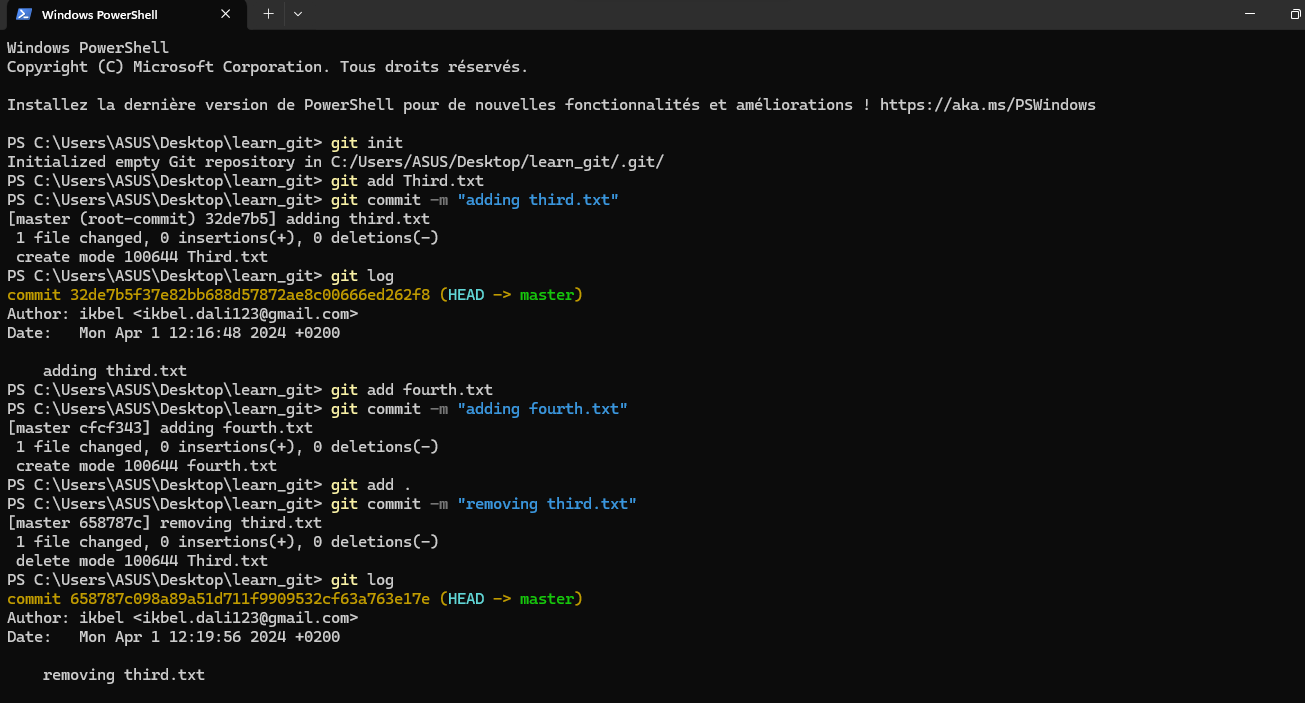 Windows PowerShell
Windows PowerShell
Copyright (C) Microsoft Corporation. Tous droits réservés.
Installez la dernière version de PowerShell pour de nouvelles fonctionnalités et améliorations ! https://aka.ms/PSWindows
PS C:\Users\ASUS\Desktop\learn_git> git init
Initialized empty Git repository in C:/Users/ASUS/Desktop/learn_git/.git/
PS C:\Users\ASUS\Desktop\learn_git> git add Third.txt
PS C:\Users\ASUS\Desktop\learn_git> git commit -m "adding third.txt"
[master (root-commit) 32de7b5] adding third.txt
 1 file changed, 0 insertions(+), 0 deletions(-)
 create mode 100644 Third.txt
PS C:\Users\ASUS\Desktop\learn_git> git log
commit 32de7b5f37e82bb688d57872ae8c00666ed262f8 (HEAD -> master)
Author: ikbel <ikbel.dali123@gmail.com>
Date:   Mon Apr 1 12:16:48 2024 +0200
    adding third.txt
PS C:\Users\ASUS\Desktop\learn_git> git add fourth.txt
PS C:\Users\ASUS\Desktop\learn_git> git commit -m "adding fourth.txt"
[master cfcf343] adding fourth.txt
 1 file changed, 0 insertions(+), 0 deletions(-)
 create mode 100644 fourth.txt
PS C:\Users\ASUS\Desktop\learn_git> git add .
PS C:\Users\ASUS\Desktop\learn_git> git commit -m "removing third.txt"
[master 658787c] removing third.txt
 1 file changed, 0 insertions(+), 0 deletions(-)
 delete mode 100644 Third.txt
PS C:\Users\ASUS\Desktop\learn_git> git log
commit 658787c098a89a51d711f9909532cf63a763e17e (HEAD -> master)
Author: ikbel <ikbel.dali123@gmail.com>
Date:   Mon Apr 1 12:19:56 2024 +0200
    removing third.txt